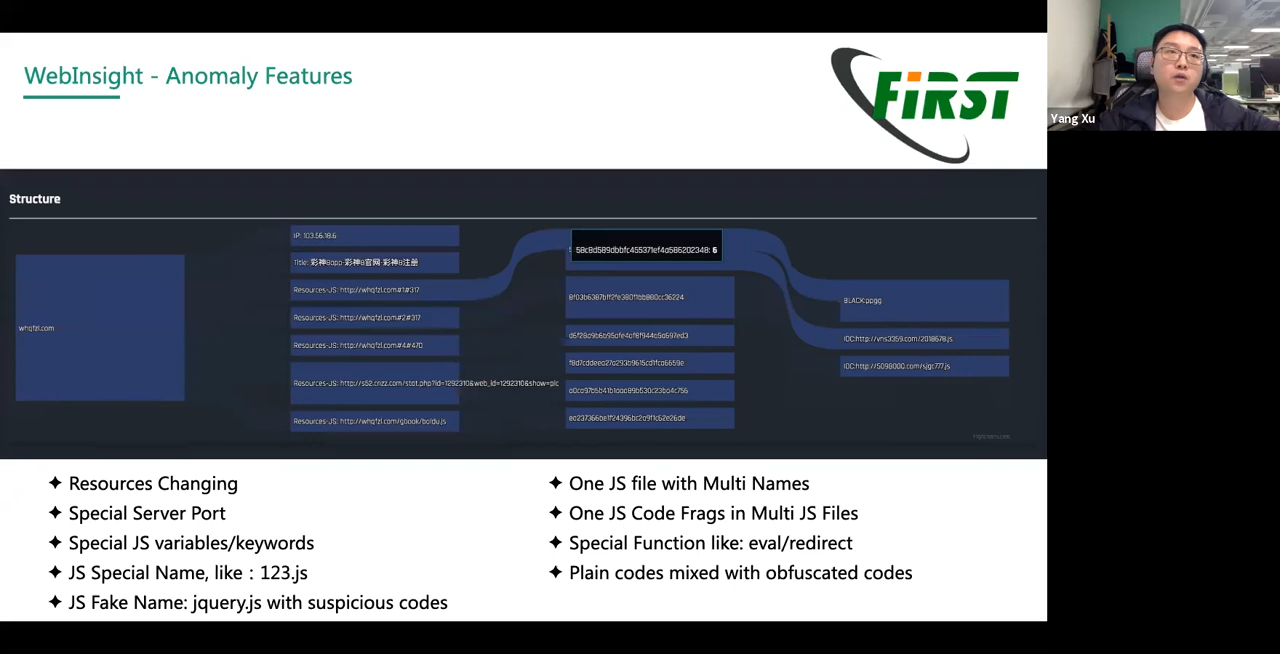 WebInsight - Anomaly Features
FiRST
Yang Xu
Structure
whqfzl.com
IP: 103.56.18.6
Title: 彩神8app-彩神8官网-彩神8注册
Resources-JS: http://whqfzl.com#1#317
Resources-JS: http://whqfzl.com#2#317
Resources-JS: http://whqfzl.com#4#470
Resources-JS: http://s52.cnzz.com/stat.php?id=1292310&web_id=1292310&show=pic
Resources-JS: http://whqfzl.com/gbook/baidu.js
58c8d589dbbfc455371ef4a586202348: 6
BLACK:ppgg
IOC:http://vns3359.com/2018678.js
IOC:http://5098000.com/sjgc777.js
✦ Resources Changing
✦ Special Server Port
✦ Special JS variables/keywords
✦ JS Special Name, like：123.js
✦ JS Fake Name: jquery.js with suspicious codes
✦ One JS file with Multi Names
✦ One JS Code Frags in Multi JS Files
✦ Special Function like: eval/redirect
✦ Plain codes mixed with obfuscated codes